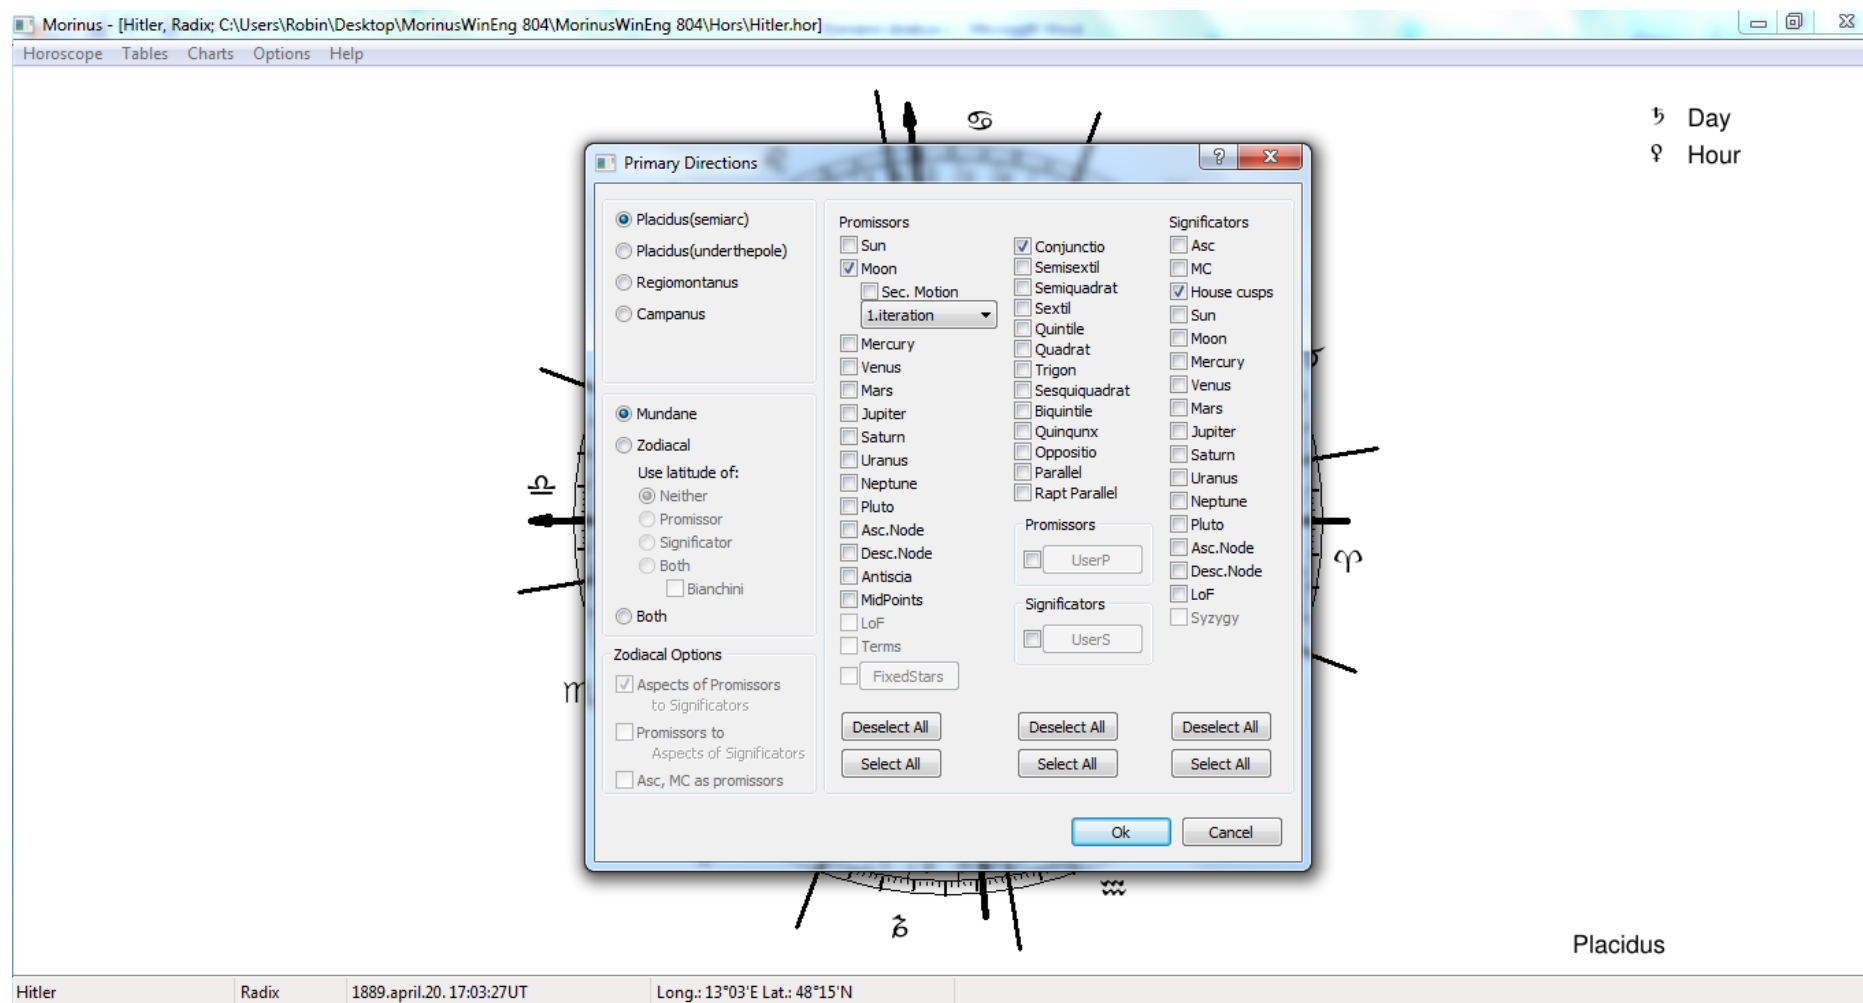 Morinus - [Hitler, Radix; C:\Users\Robin\Desktop\MorinusWinEng 804\MorinusWinEng 804\Hors\Hitler.hor]
Horoscope Tables Charts Options Help
♄ Day
♀ Hour
Primary Directions
Placidus(semiarc)
Placidus(underthepole)
Regiomontanus
Campanus
Mundane
Zodiacal
Use latitude of:
Neither
Promissor
Significator
Both
Bianchini
Both
Zodiacal Options
Aspects of Promissors
to Significators
Promissors to
Aspects of Significators
Asc, MC as promissors
Promissors
Sun
Moon
Sec. Motion
1.iteration
Mercury
Venus
Mars
Jupiter
Saturn
Uranus
Neptune
Pluto
Asc.Node
Desc.Node
Antiscia
MidPoints
LoF
Terms
FixedStars
Deselect All
Select All
Conjunctio
Semisextil
Semiquadrat
Sextil
Quintile
Quadrat
Trigon
Sesquiquadrat
Biquintile
Quinqunx
Oppositio
Parallel
Rapt Parallel
Promissors
UserP
Significators
UserS
Deselect All
Select All
Significators
Asc
MC
House cusps
Sun
Moon
Mercury
Venus
Mars
Jupiter
Saturn
Uranus
Neptune
Pluto
Asc.Node
Desc.Node
LoF
Syzygy
Deselect All
Select All
Ok Cancel
Placidus
Hitler Radix 1889.april.20. 17:03:27UT Long.: 13°03'E Lat.: 48°15'N